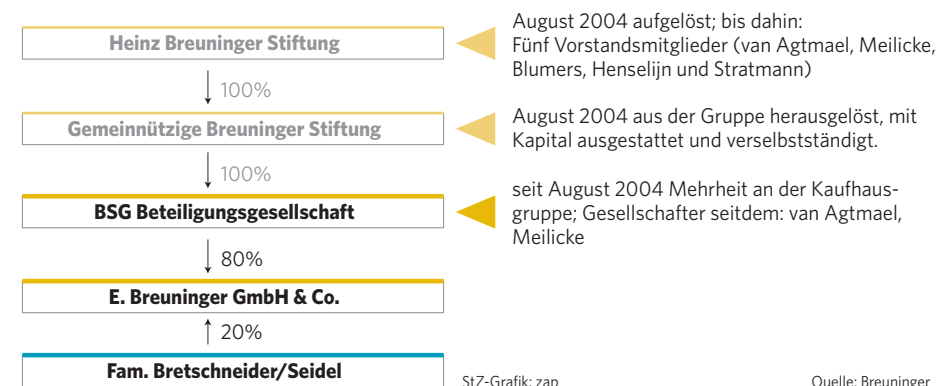 Heinz Breuninger Stiftung
August 2004 aufgelöst; bis dahin:
Fünf Vorstandsmitglieder (van Agtmael, Meilicke,
Blumers, Henselijn und Stratmann)
100%
Gemeinnützige Breuninger Stiftung
August 2004 aus der Gruppe herausgelöst, mit
Kapital ausgestattet und verselbstständigt.
100%
BSG Beteiligungsgesellschaft
seit August 2004 Mehrheit an der Kaufhaus-
gruppe; Gesellschafter seitdem: van Agtmael,
Meilicke
80%
E. Breuninger GmbH & Co.
20%
Fam. Bretschneider/Seidel
StZ-Grafik: zap
Quelle: Breuninger